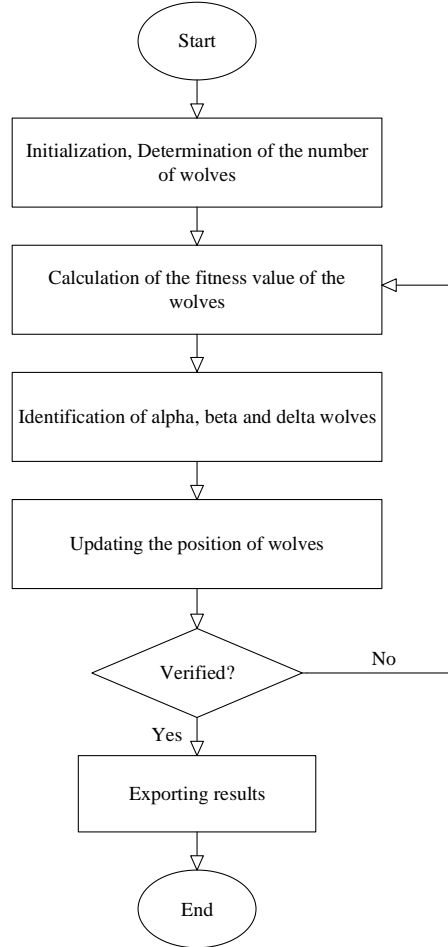 Start
Initialization, Determination of the number
of wolves
Calculation of the fitness value of the
wolves
Identification of alpha, beta and delta wolves
Updating the position of wolves
Verified?
No
Yes
Exporting results
End